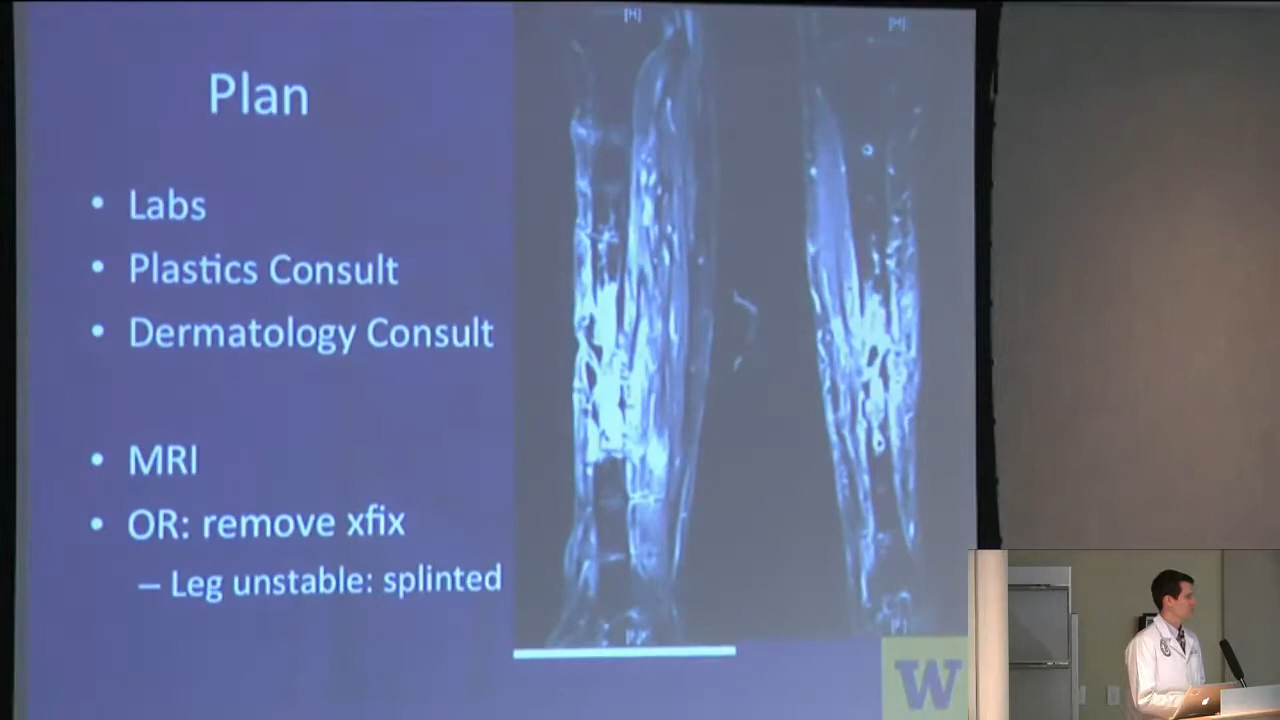 Plan
• Labs
• Plastics Consult
• Dermatology Consult
• MRI
• OR: remove xfix
– Leg unstable: splinted
[H]
[H]
W